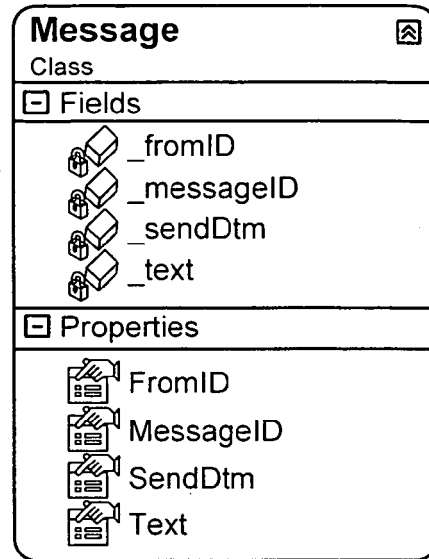 Message
Class
Fields
_fromID
_messageID
_sendDtm
_text
Properties
FromID
MessageID
SendDtm
Text